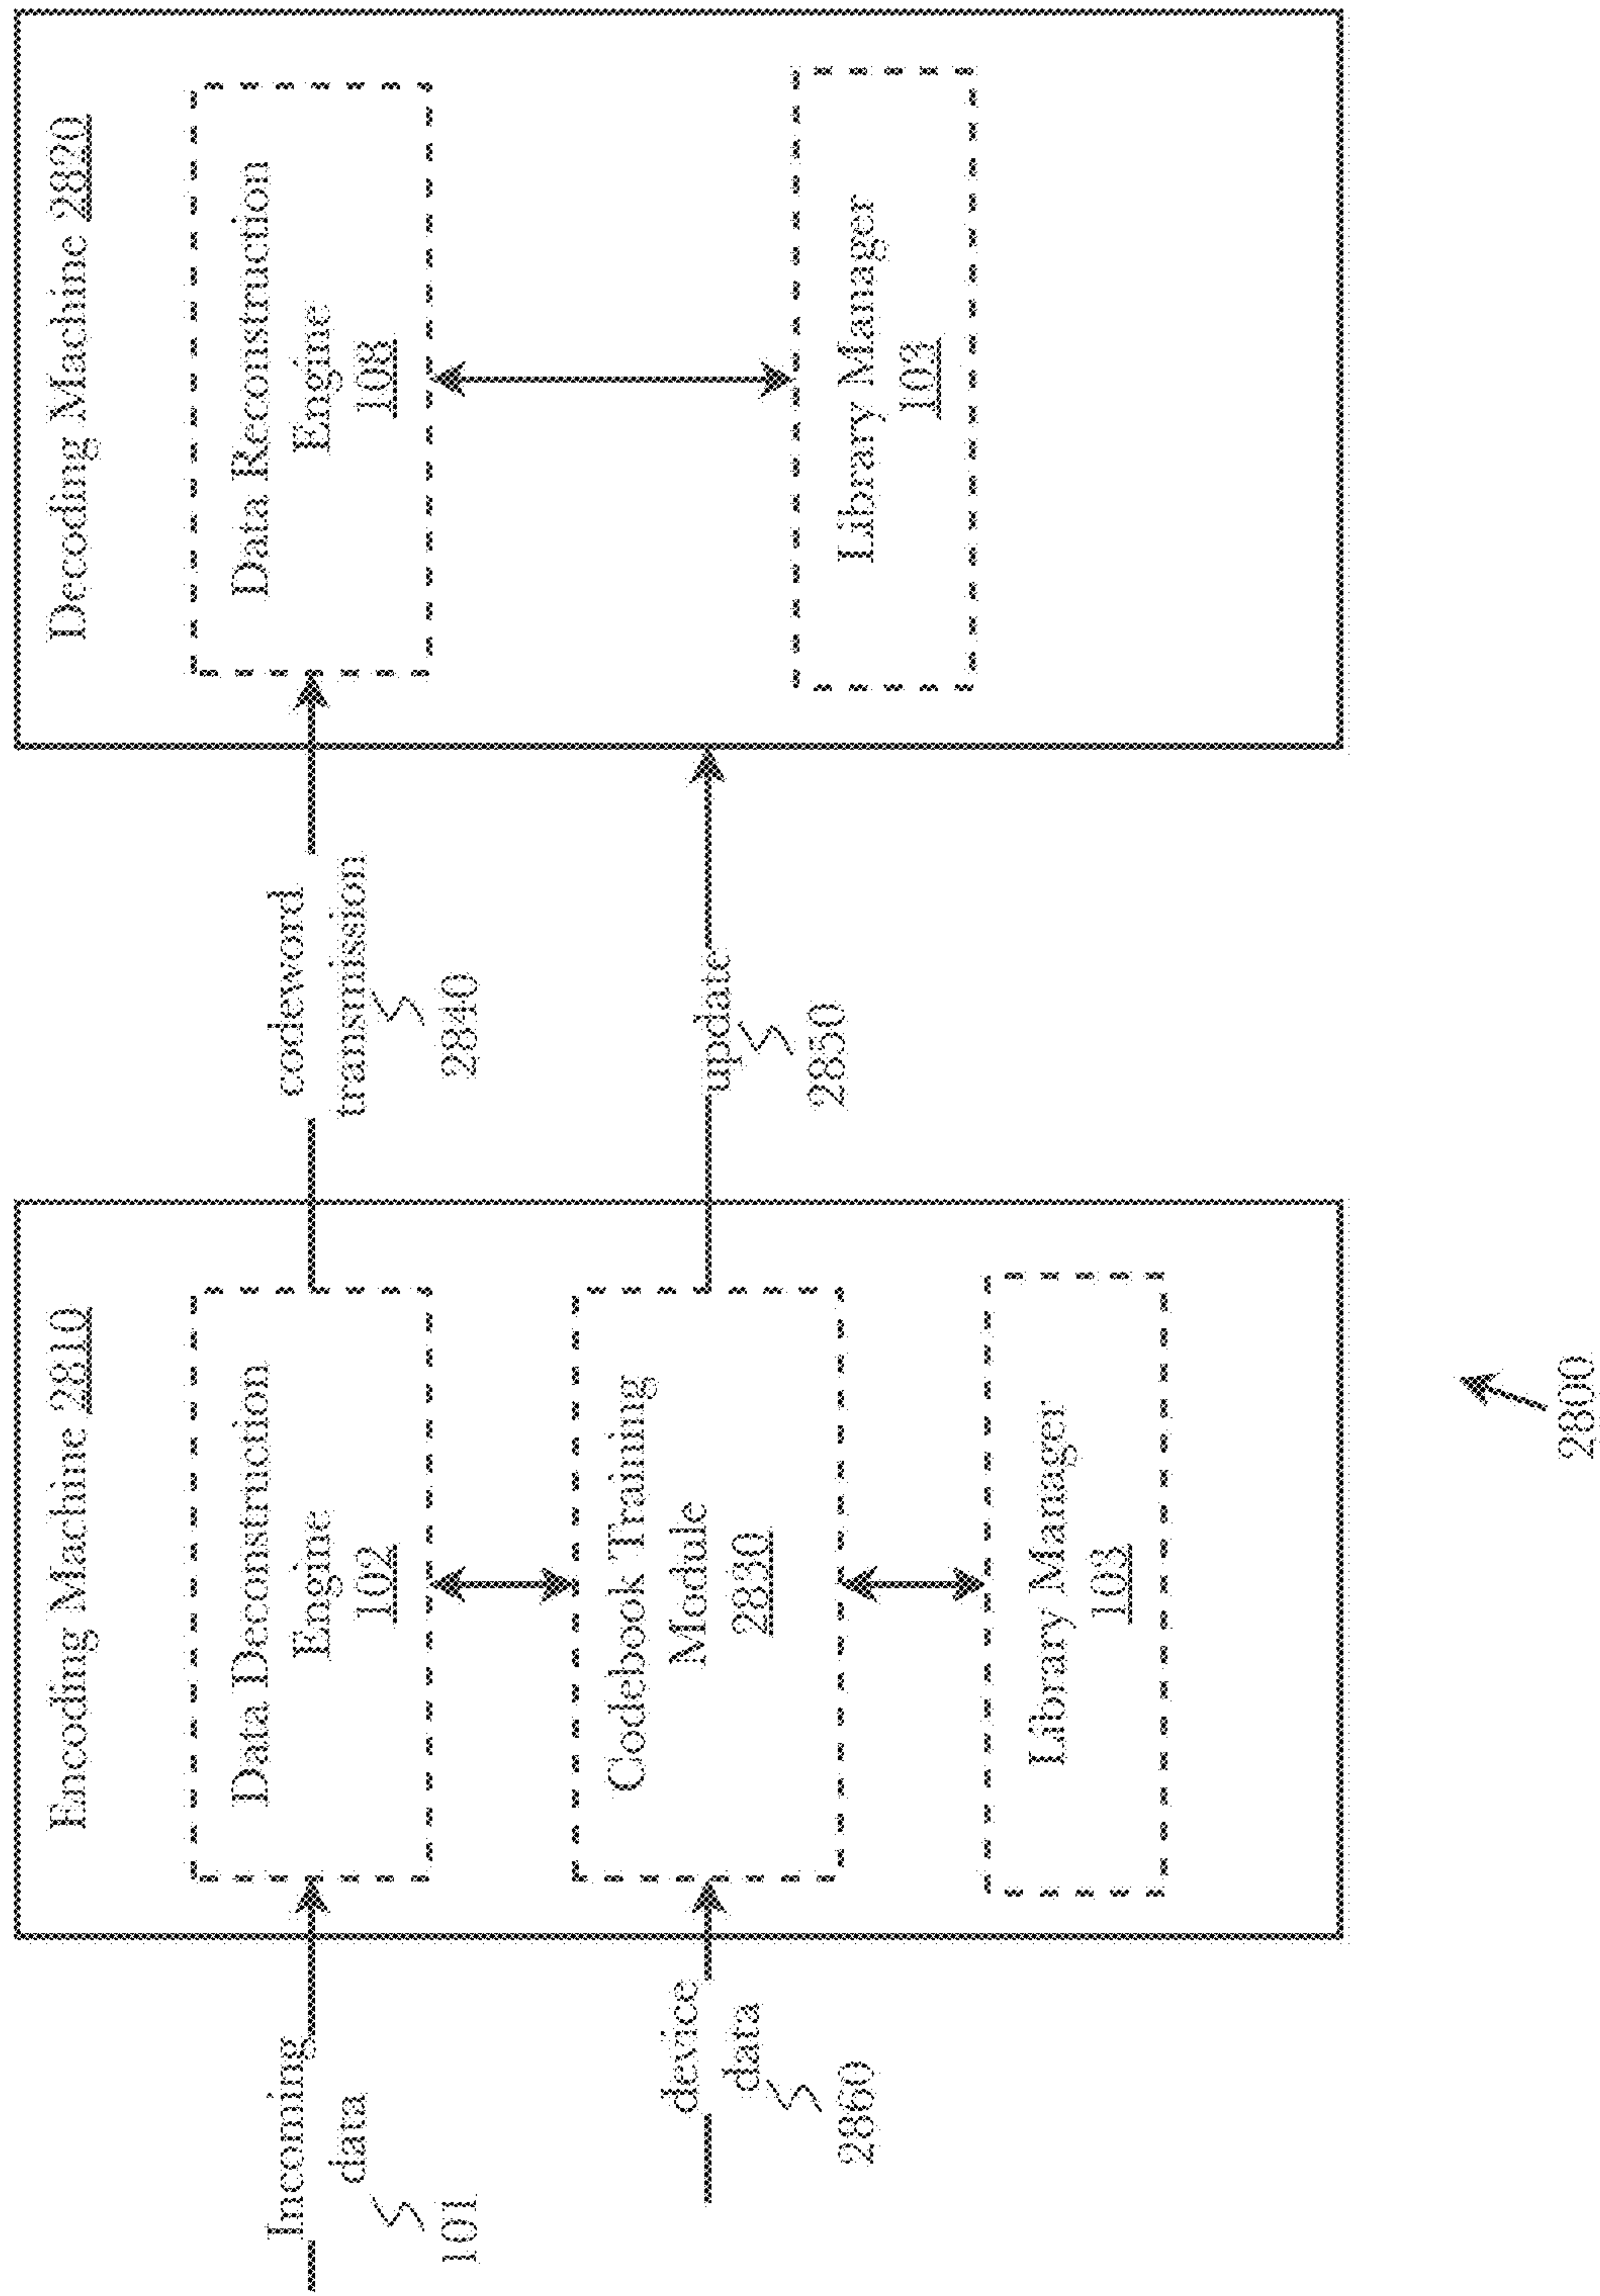 Encoding Machine 2810
Incoming
data
101
Data Deconstruction
Engine
102
device
data
2860
Codebook Training
Module
2830
Library Manager
103
codeword
transmission
2840
update
2850
Decoding Machine 2820
Data Reconstruction
Engine
108
Library Manager
103
2800